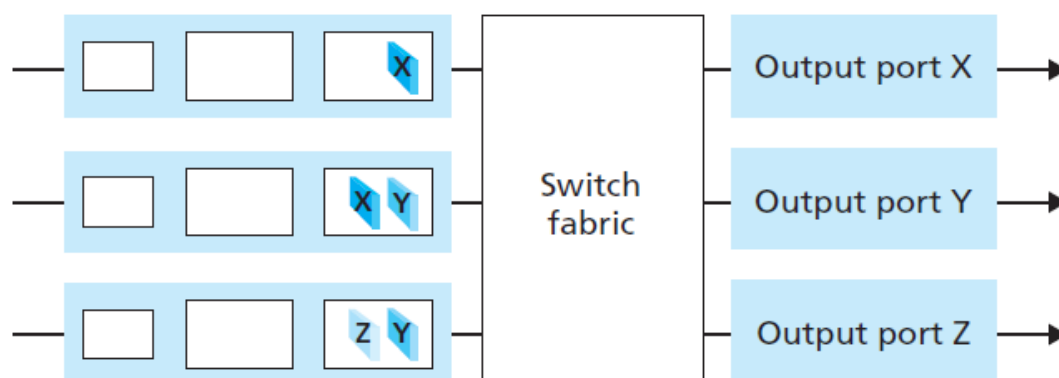 X
Output port X
X Y
Switch
fabric
Output port Y
Z Y
Output port Z